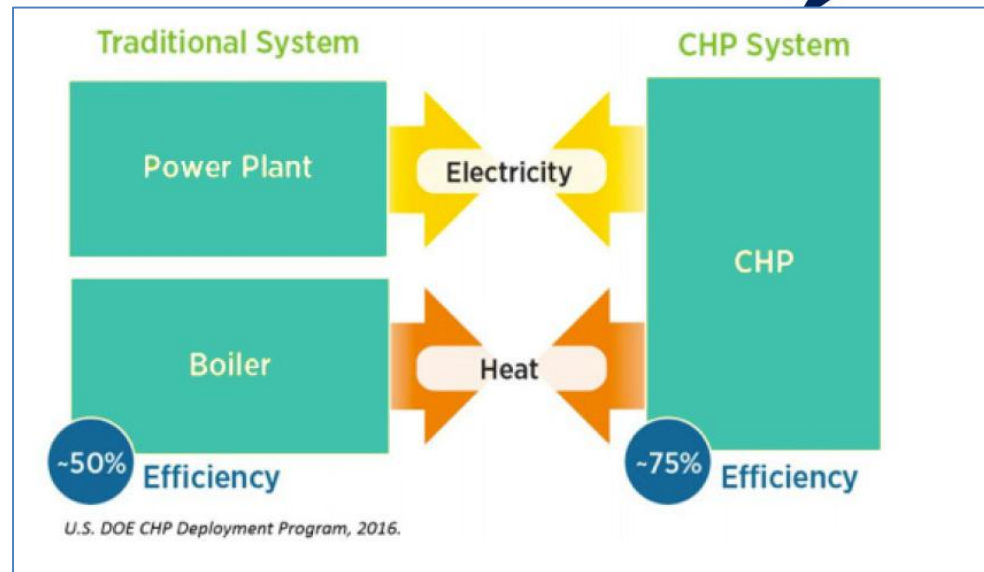 Traditional System
CHP System
Power Plant
Electricity
CHP
Boiler
Heat
~50% Efficiency
~75% Efficiency
U.S. DOE CHP Deployment Program, 2016.